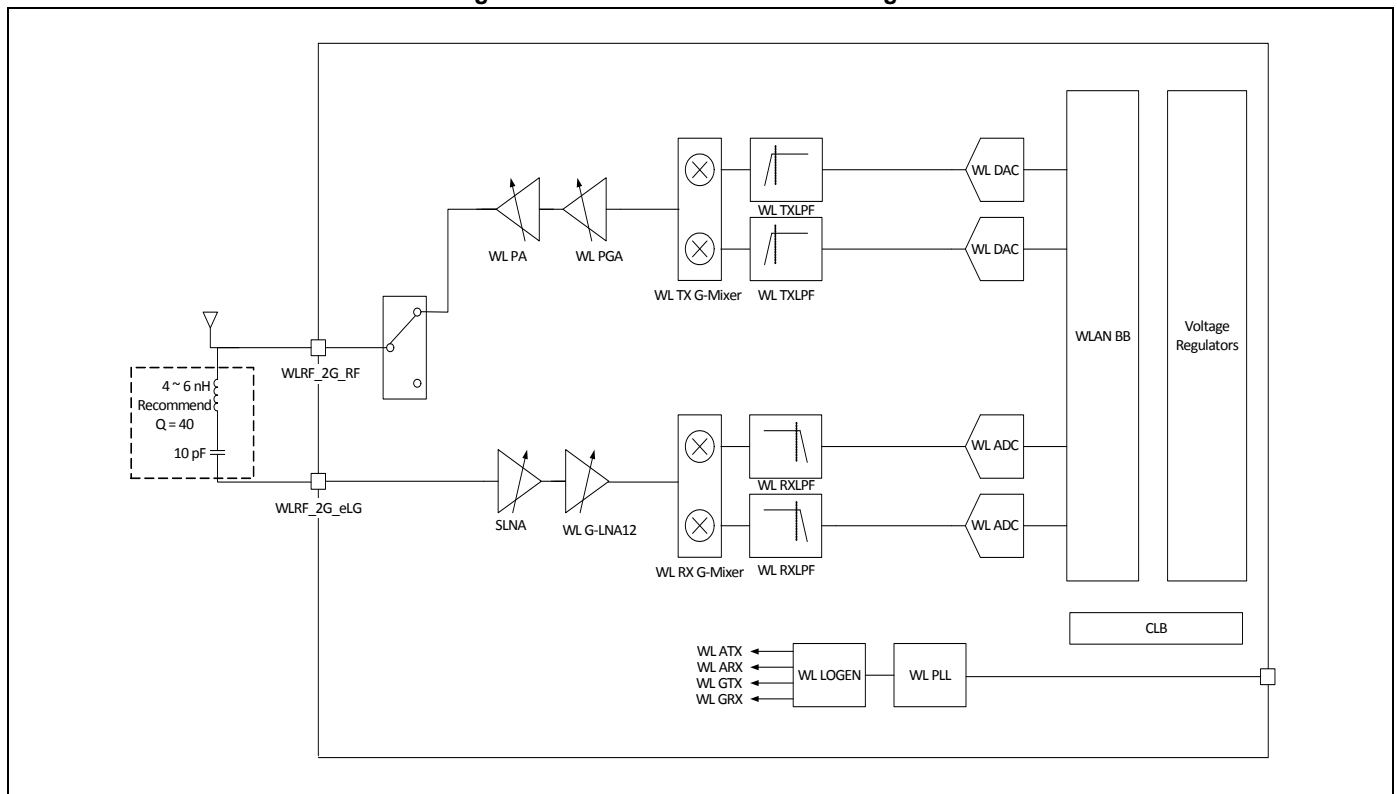 WL DAC
WL TXLPF
WL DAC
WL PA
WL PGA
WL TX G-Mixer
WL TXLPF
WLAN BB
Voltage
Regulators
WLRF_2G_RF
4 ~ 6 nH
Recommend
Q = 40
10 pF
WL ADC
WL RXLPF
WLRF_2G_eLG
SLNA
WL G-LNA12
WL ADC
WL RX G-Mixer
WL RXLPF
CLB
WL ATX
WL ARX
WL GTX
WL GRX
WL LOGEN
WL PLL